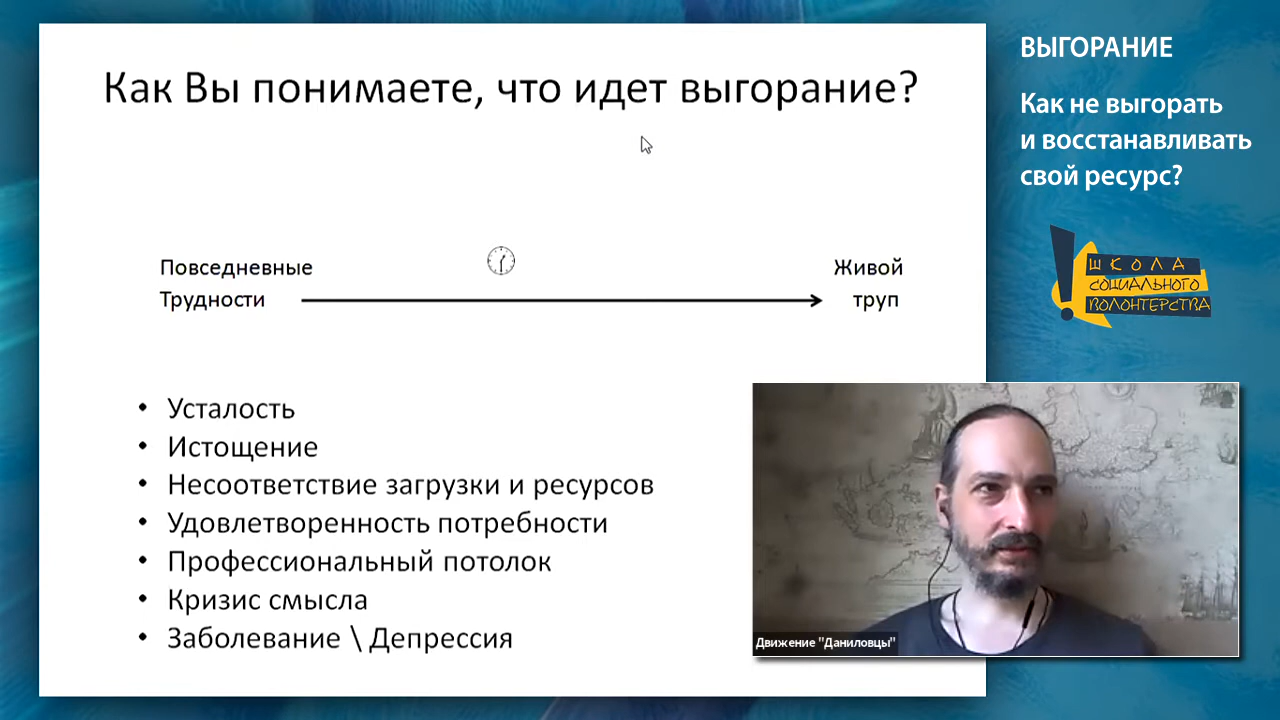 Как Вы понимаете, что идет выгорание?
Повседневные
Трудности
Живой
труп
• Усталость
• Истощение
• Несоответствие загрузки и ресурсов
• Удовлетворенность потребности
• Профессиональный потолок
• Кризис смысла
• Заболевание \ Депрессия
ВЫГОРАНИЕ
Как не выгорать
и восстанавливать
свой ресурс?
ШКОЛА
СОЦИАЛЬНОГО
ВОЛОНТЕРСТВА
Движение "Даниловцы"